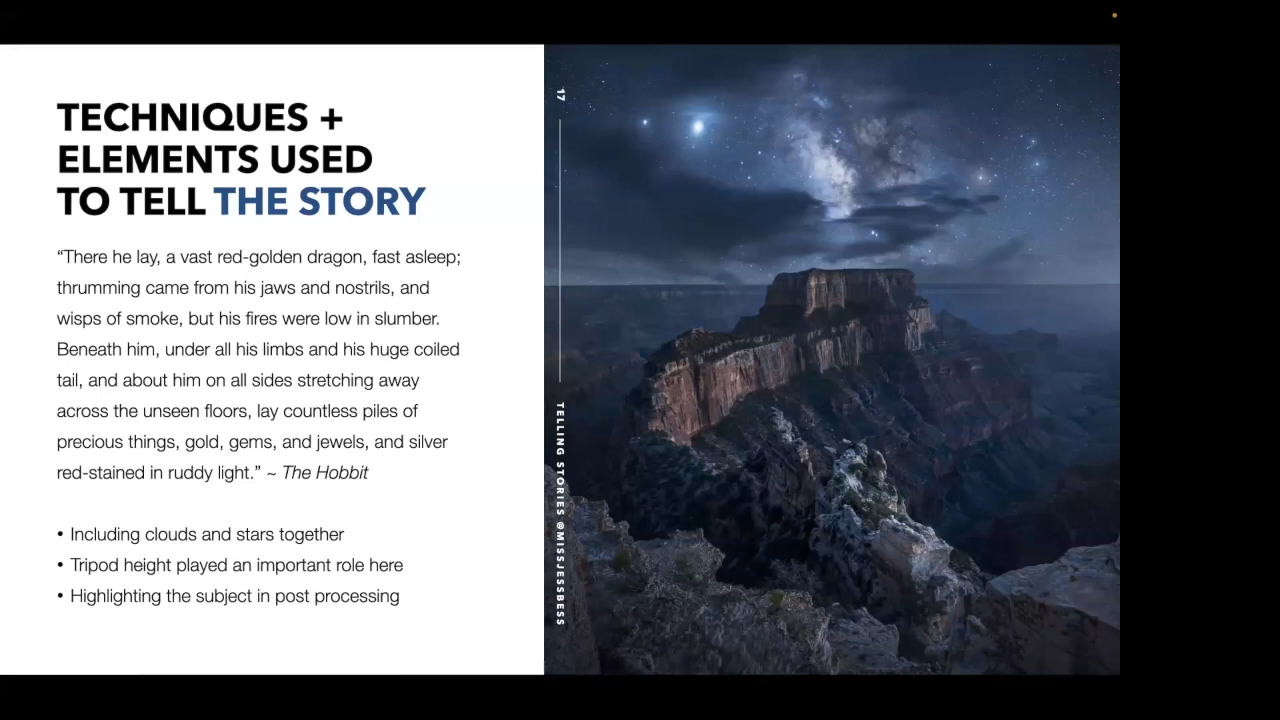 TECHNIQUES +
ELEMENTS USED
TO TELL THE STORY
“There he lay, a vast red-golden dragon, fast asleep;
thrumming came from his jaws and nostrils, and
wisps of smoke, but his fires were low in slumber.
Beneath him, under all his limbs and his huge coiled
tail, and about him on all sides stretching away
across the unseen floors, lay countless piles of
precious things, gold, gems, and jewels, and silver
red-stained in ruddy light.” ~ The Hobbit
• Including clouds and stars together
• Tripod height played an important role here
• Highlighting the subject in post processing
17
TELLING STORIES @MISSJESSBESS